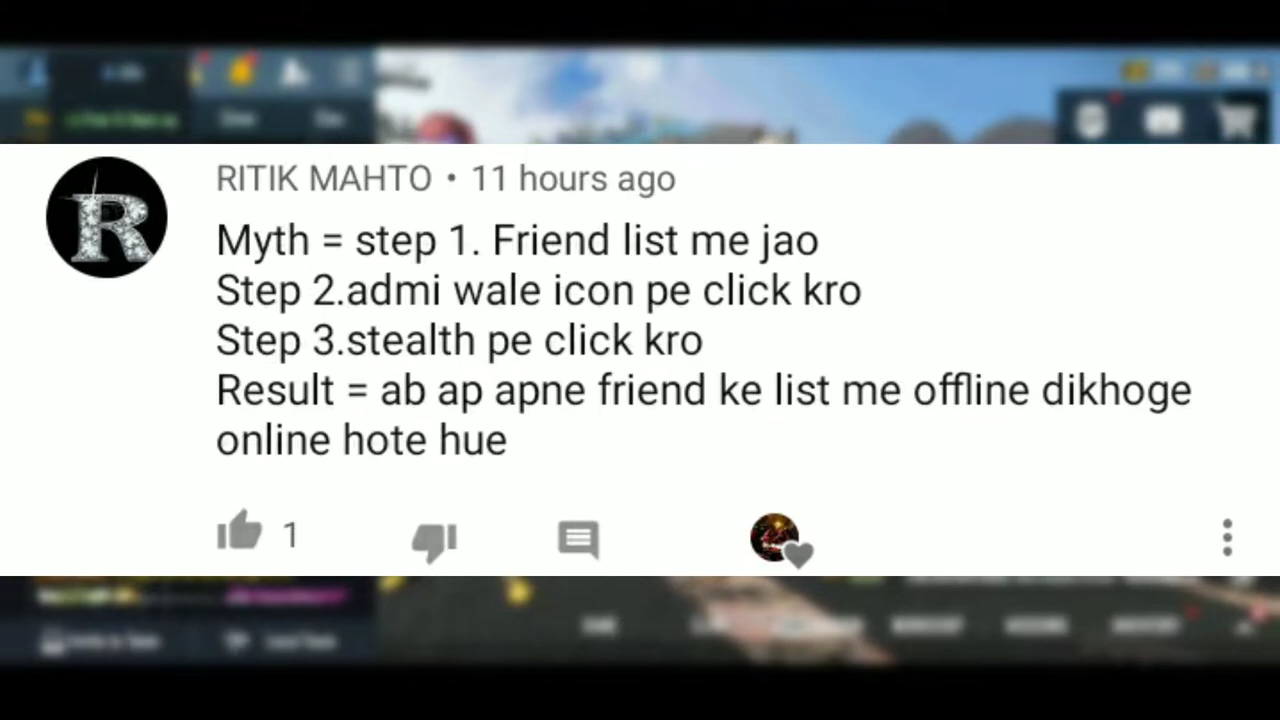 RITIK MAHTO • 11 hours ago
Myth = step 1. Friend list me jao
Step 2.admi wale icon pe click kro
Step 3.stealth pe click kro
Result = ab ap apne friend ke list me offline dikhoge
online hote hue
1